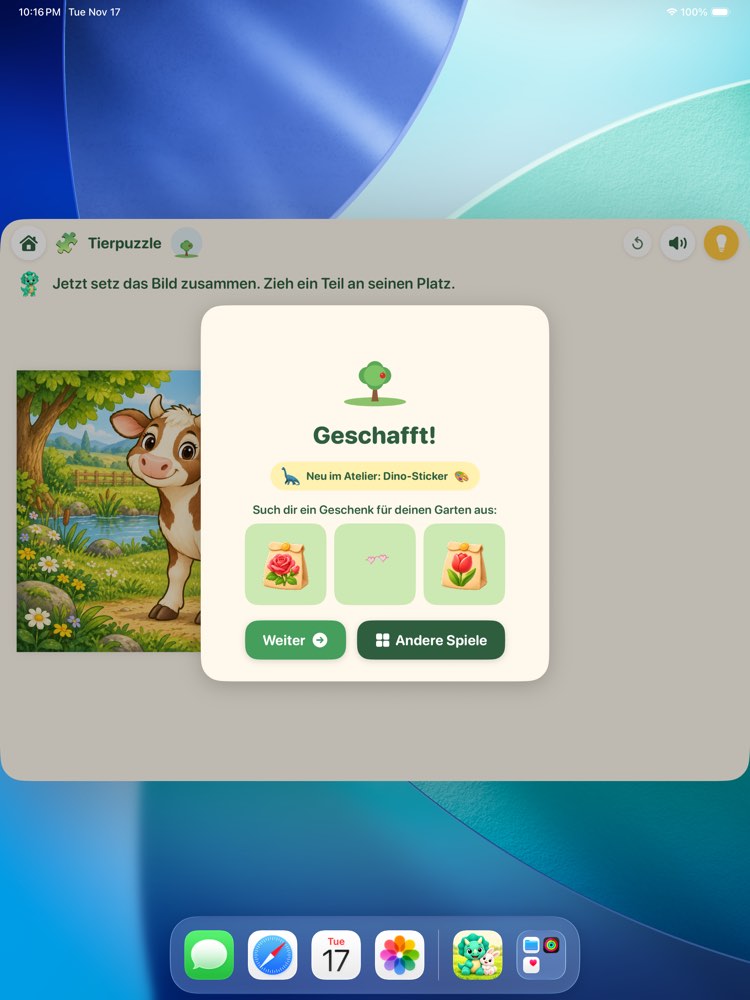 10:16 PM Tue Nov 17
100%
Tierpuzzle
Jetzt setz das Bild zusammen. Zieh ein Teil an seinen Platz.
Geschafft!
Neu im Atelier: Dino-Sticker
Such dir ein Geschenk für deinen Garten aus:
Weiter
Andere Spiele
Tue
17